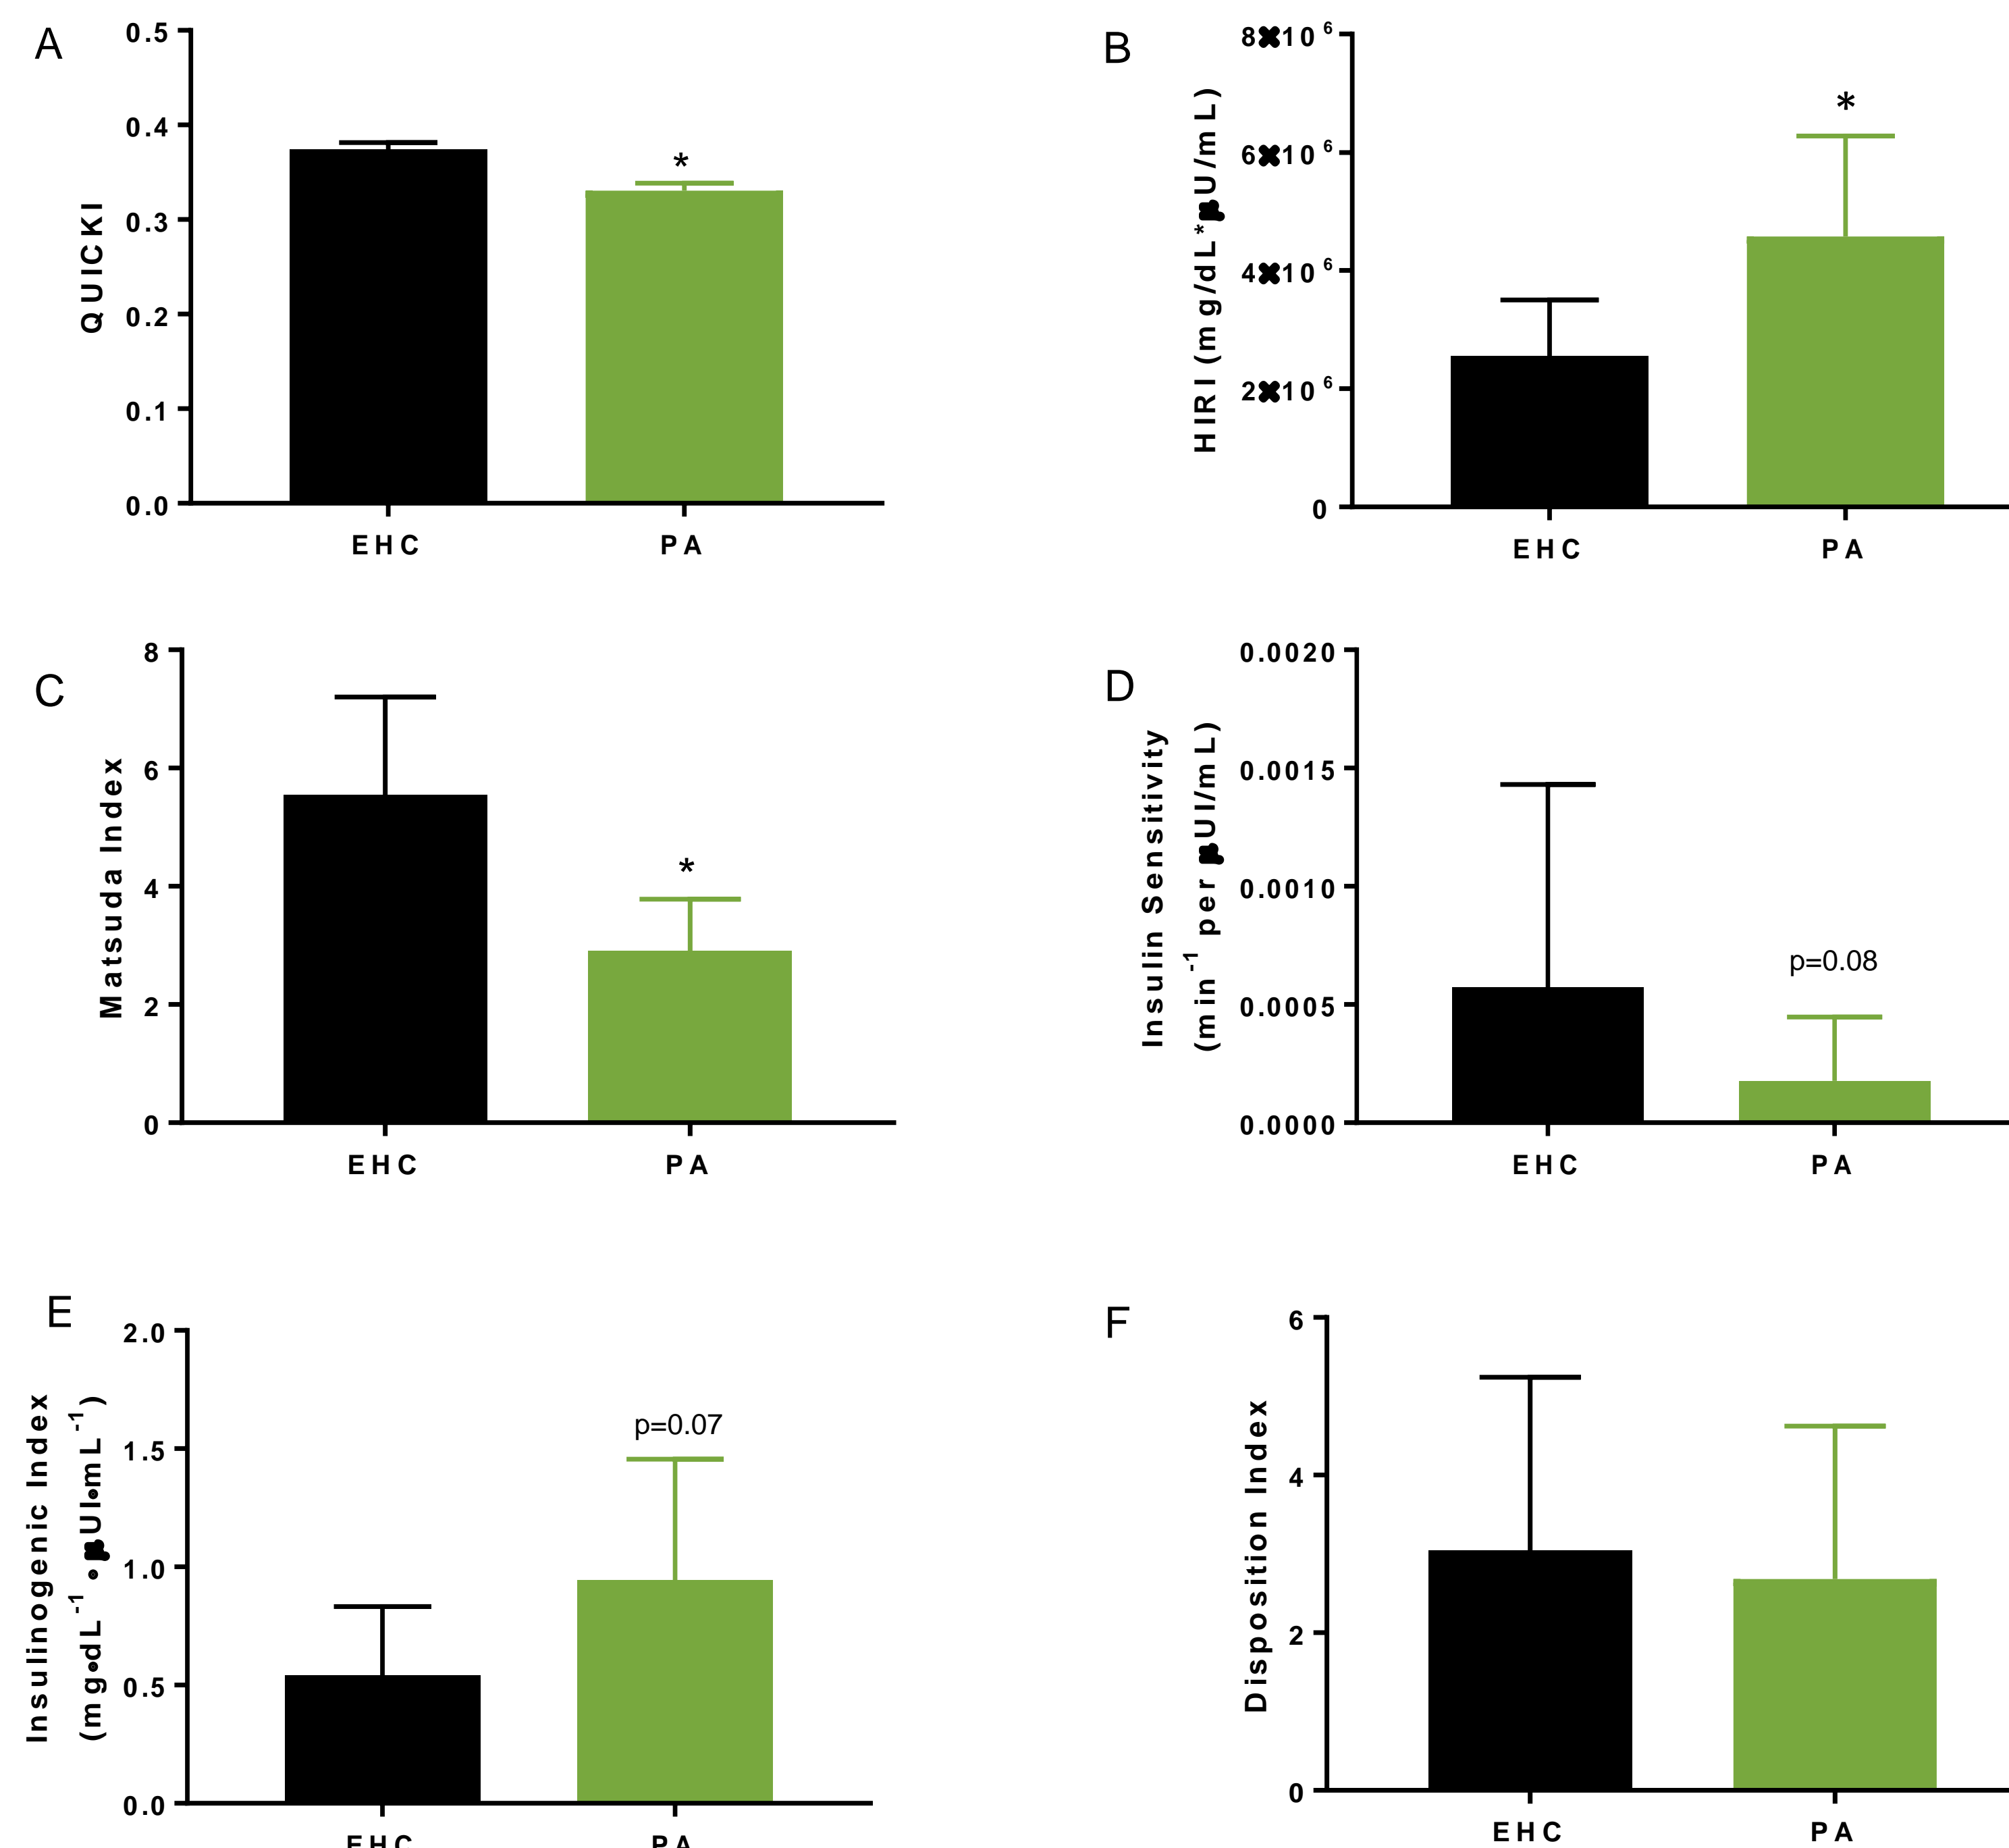 A
QUICKI
0.5
0.4
0.3
0.2
0.1
0.0
*
EHC
PA
B
HIRI (mg/dL*µU/mL)
8×10⁶
6×10⁶
4×10⁶
2×10⁶
0
*
EHC
PA
C
Matsuda Index
8
6
4
2
0
*
EHC
PA
D
Insulin Sensitivity
(min⁻¹ per µUI/mL)
0.0020
0.0015
0.0010
0.0005
0.0000
p=0.08
EHC
PA
E
Insulinogenic Index
(mg•dL⁻¹ • µUI•mL⁻¹)
2.0
1.5
1.0
0.5
0.0
p=0.07
EHC
PA
F
Disposition Index
6
4
2
0
EHC
PA